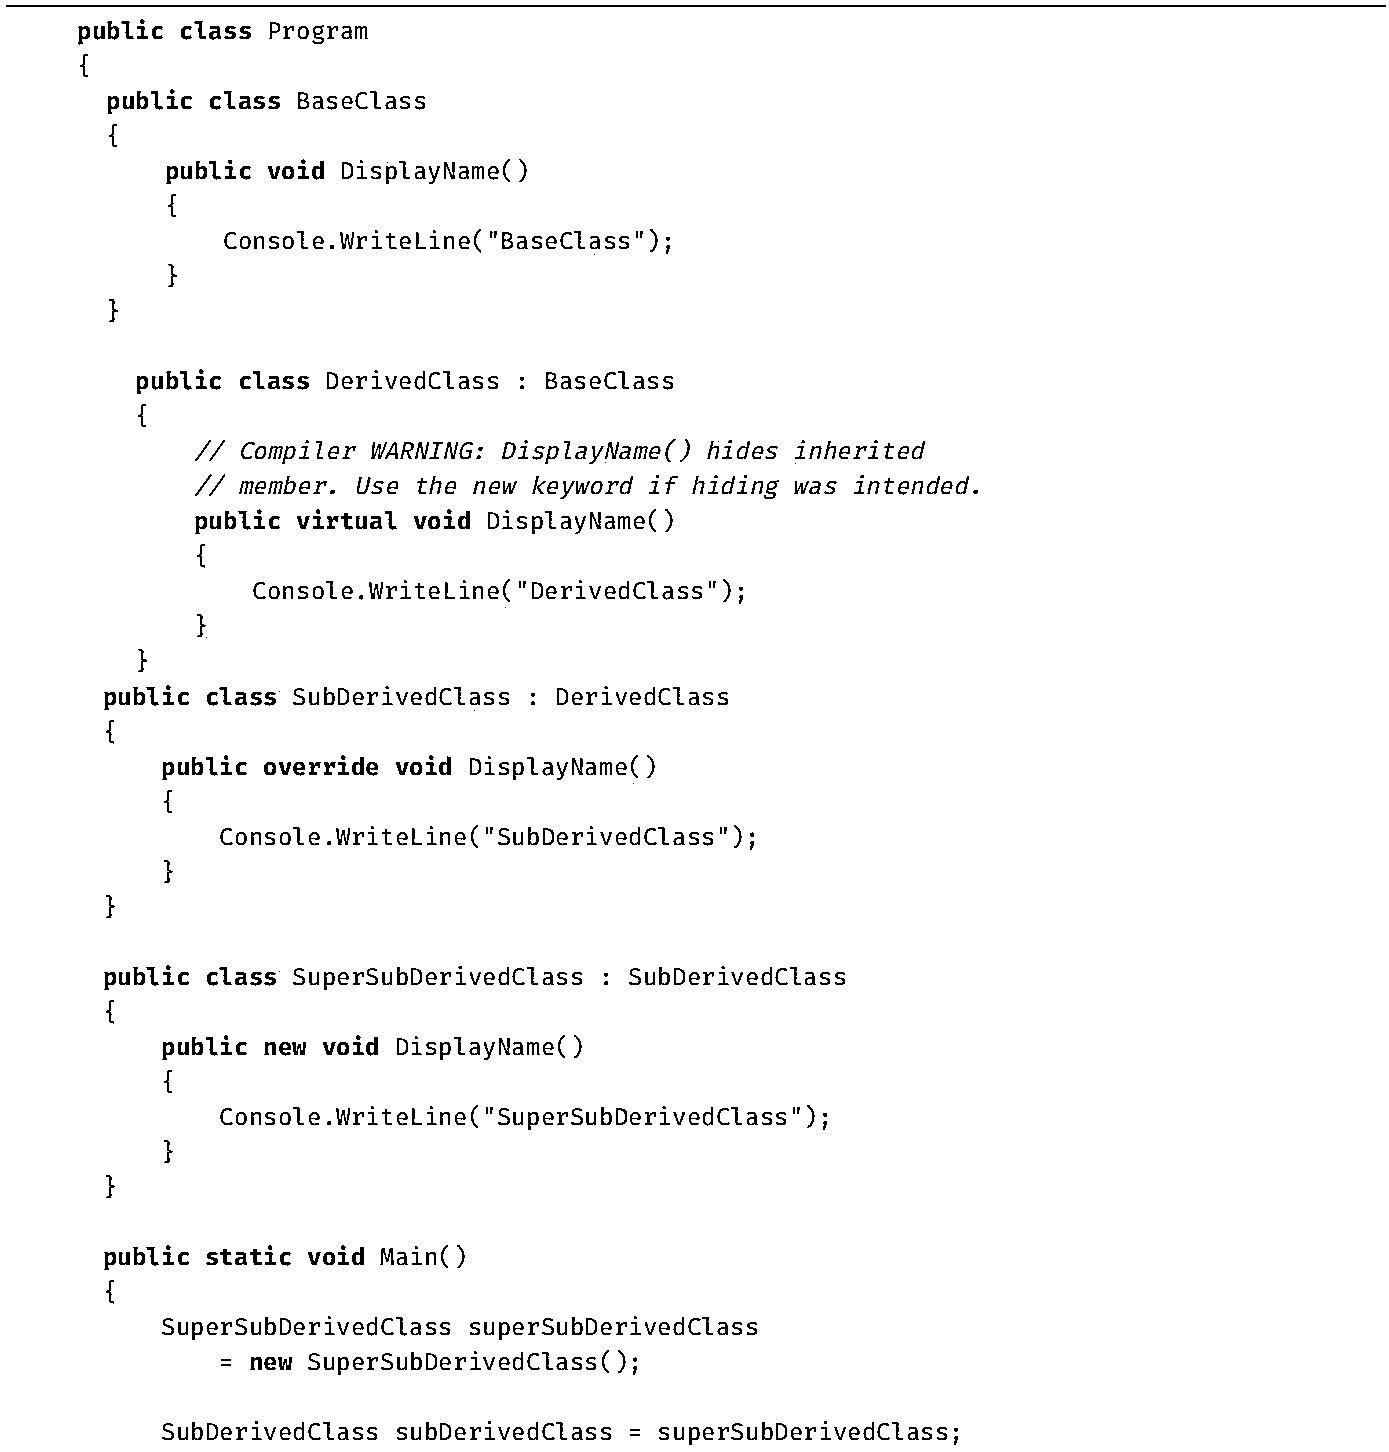 public class Program
{
public class BaseClass
{
public void DisplayName()
{
Console.WriteLine("BaseClass");
}
}
public class DerivedClass : BaseClass
{
// Compiler WARNING: DisplayName() hides inherited
// member. Use the new keyword if hiding was intended.
public virtual void DisplayName()
{
Console.WriteLine("DerivedClass");
}
}
public class SubDerivedClass : DerivedClass
{
public override void DisplayName()
{
Console.WriteLine("SubDerivedClass");
}
}
public class SuperSubDerivedClass : SubDerivedClass
{
public new void DisplayName()
{
Console.WriteLine("SuperSubDerivedClass");
}
}
public static void Main()
{
SuperSubDerivedClass superSubDerivedClass
= new SuperSubDerivedClass();
SubDerivedClass subDerivedClass = superSubDerivedClass;